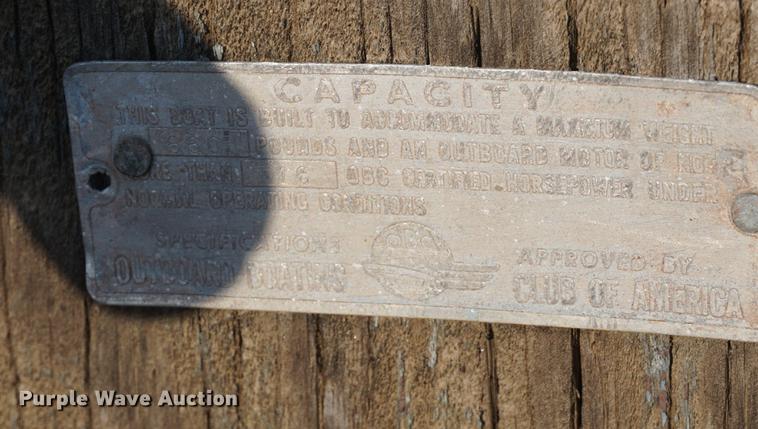 CAPACITY
THIS BOAT IS BUILT TO ACCOMMODATE A MAXIMUM WEIGHT
POUNDS AND AN OUTBOARD MOTOR OF NOT
THAN OBC CERTIFIED HORSEPOWER UNDER
NORMAL OPERATING CONDITIONS
SPECIFICATIONS
OUTBOARD BOATING
OBC
APPROVED BY
CLUB OF AMERICA
Purple Wave Auction